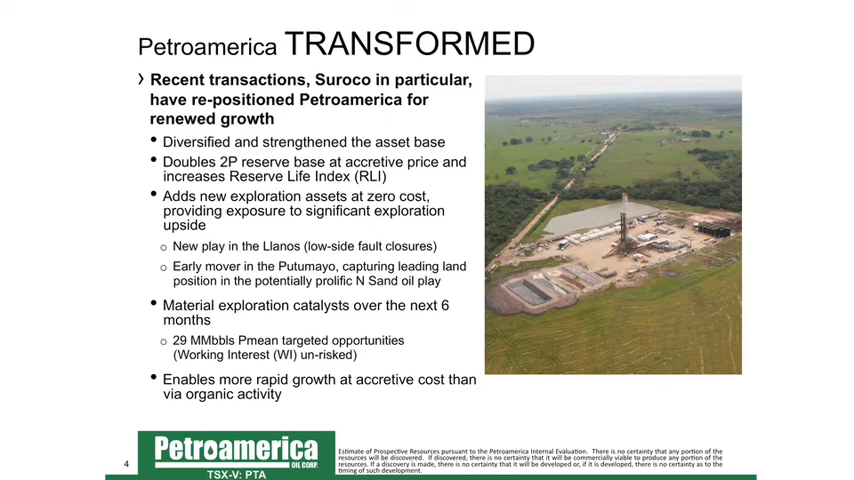 Petroamerica TRANSFORMED
› Recent transactions, Suroco in particular,
have re-positioned Petroamerica for
renewed growth
• Diversified and strengthened the asset base
• Doubles 2P reserve base at accretive price and
increases Reserve Life Index (RLI)
• Adds new exploration assets at zero cost,
providing exposure to significant exploration
upside
o New play in the Llanos (low-side fault closures)
o Early mover in the Putumayo, capturing leading land
position in the potentially prolific N Sand oil play
• Material exploration catalysts over the next 6
months
o 29 MMbbls Pmean targeted opportunities
(Working Interest (WI) un-risked)
• Enables more rapid growth at accretive cost than
via organic activity
4
Petroamerica
OIL CORP.
TSX-V: PTA
Estimate of Prospective Resources pursuant to the Petroamerica Internal Evaluation. There is no certainty that any portion of the
resources will be discovered. If discovered, there is no certainty that it will be commercially viable to produce any portion of the
resources. If a discovery is made, there is no certainty that it will be developed or, if it is developed, there is no certainty as to the
timing of such development.